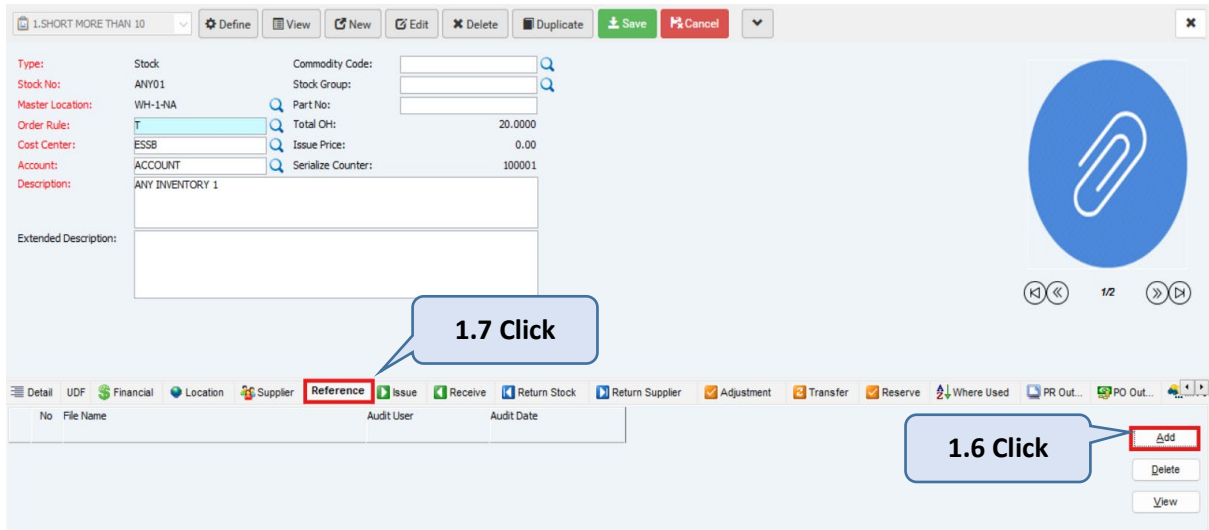 1.SHORT MORE THAN 10 Define View New Edit Delete Duplicate Save Cancel
Type: Stock Commodity Code:
Stock No: ANY01 Stock Group:
Master Location: WH-1-NA Part No:
Order Rule: T Total OH: 20.0000
Cost Center: ESSB Issue Price: 0.00
Account: ACCOUNT Serialize Counter: 100001
Description: ANY INVENTORY 1
Extended Description:
1/2
1.7 Click
Detail UDF Financial Location Supplier Reference Issue Receive Return Stock Return Supplier Adjustment Transfer Reserve Where Used PR Out... PO Out...
No File Name Audit User Audit Date
Add
1.6 Click
Delete
View